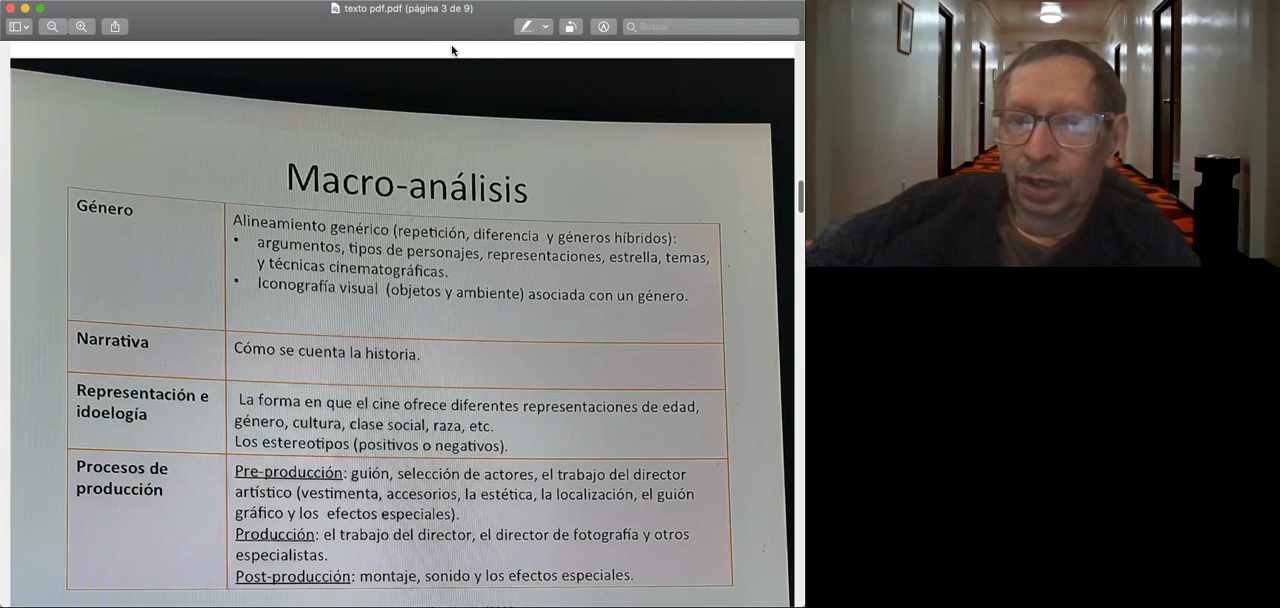 texto pdf.pdf (página 3 de 9)
Buscar
Macro-análisis
Género
Alineamiento genérico (repetición, diferencia y géneros híbridos):
• argumentos, tipos de personajes, representaciones, estrella, temas,
y técnicas cinematográficas.
• Iconografía visual (objetos y ambiente) asociada con un género.
Narrativa
Cómo se cuenta la historia.
Representación e
idoelogía
La forma en que el cine ofrece diferentes representaciones de edad,
género, cultura, clase social, raza, etc.
Los estereotipos (positivos o negativos).
Procesos de
producción
Pre-producción: guión, selección de actores, el trabajo del director
artístico (vestimenta, accesorios, la estética, la localización, el guión
gráfico y los efectos especiales).
Producción: el trabajo del director, el director de fotografía y otros
especialistas.
Post-producción: montaje, sonido y los efectos especiales.